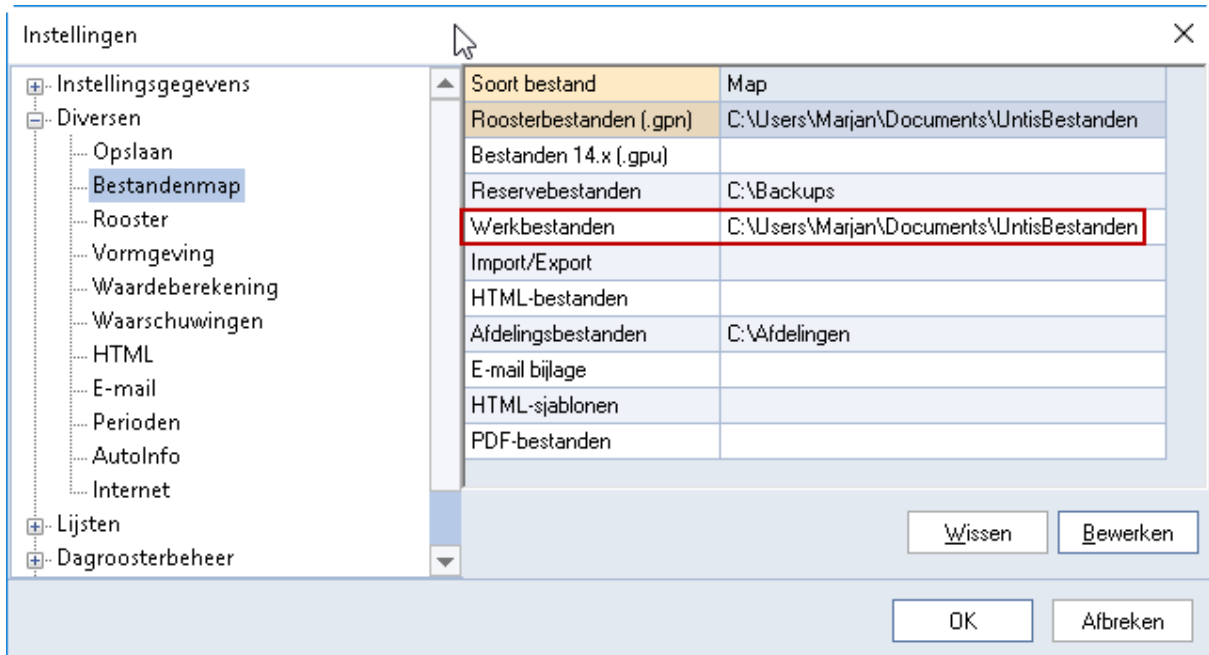 Instellingen
Instellingsgegevens
Diversen
Opslaan
Bestandenmap
Rooster
Vormgeving
Waardeberekening
Waarschuwingen
HTML
E-mail
Perioden
AutoInfo
Internet
Lijsten
Dagroosterbeheer
Soort bestand Map
Roosterbestanden (.gpn) C:\Users\Marjan\Documents\UntisBestanden
Bestanden 14.x (.gpu)
Reservebestanden C:\Backups
Werkbestanden C:\Users\Marjan\Documents\UntisBestanden
Import/Export
HTML-bestanden
Afdelingsbestanden C:\Afdelingen
E-mail bijlage
HTML-sjablonen
PDF-bestanden
Wissen Bewerken
OK Afbreken